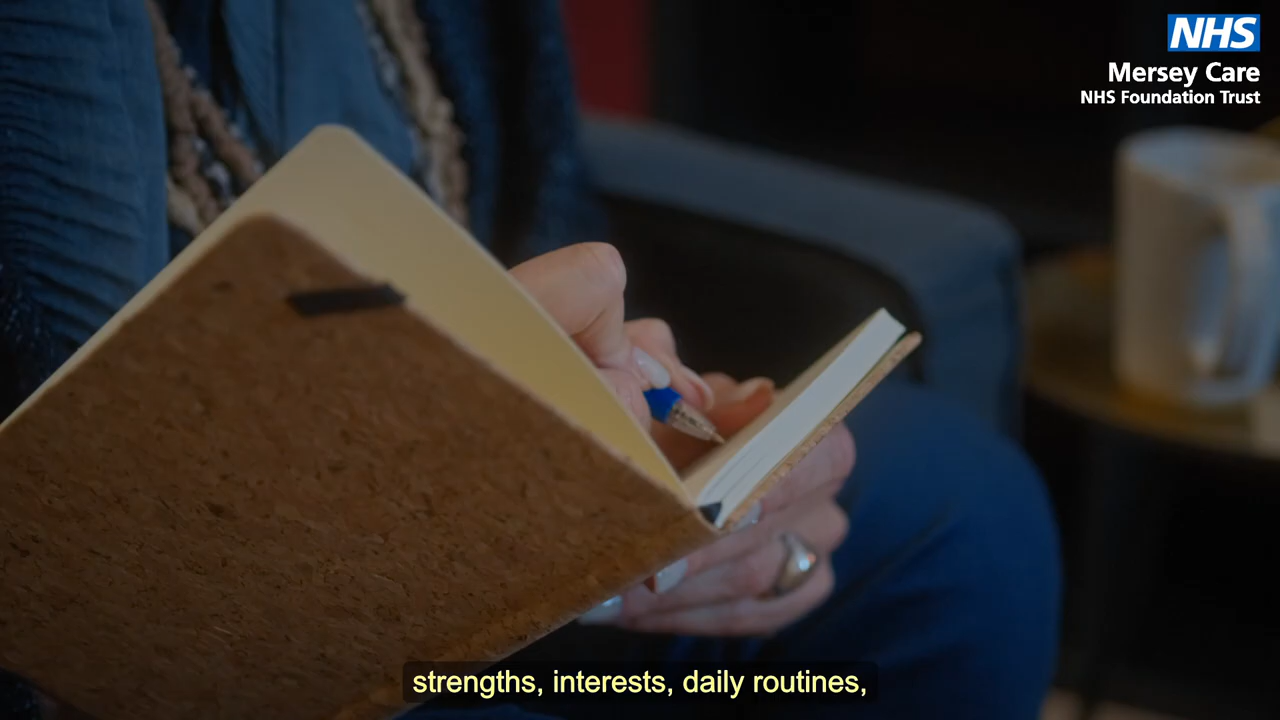 NHS
Mersey Care
NHS Foundation Trust
strengths, interests, daily routines,